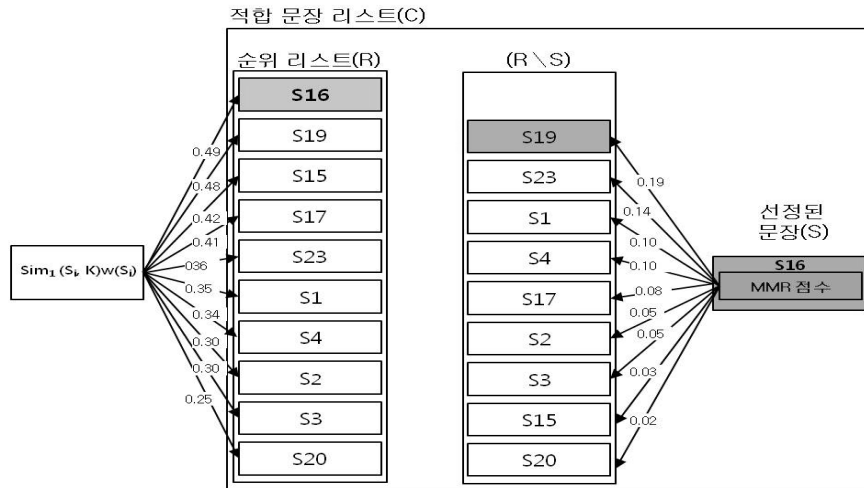 적합 문장 리스트(C)
순위 리스트(R)
(R∖S)
S16
S19
S15
S17
S23
S1
S4
S2
S3
S20
0.49
0.48
0.42
0.41
036
0.35
0.34
0.30
0.30
0.25
Sim₁ (Sᵢ, K)w(Sᵢ)
S19
S23
S1
S4
S17
S2
S3
S15
S20
0.19
0.14
0.10
0.10
0.08
0.05
0.05
0.03
0.02
선정된
문장(S)
S16
MMR 점수